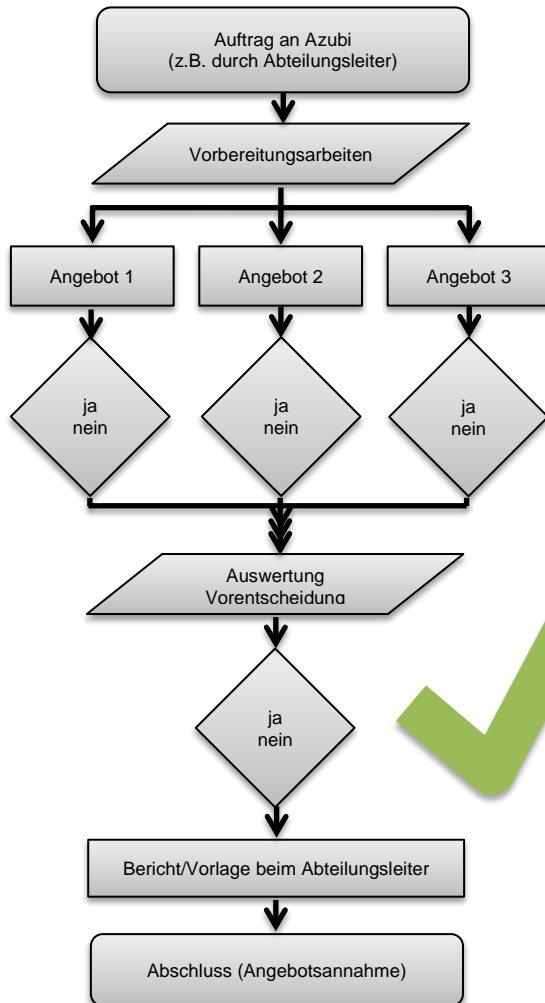 Auftrag an Azubi
(z.B. durch Abteilungsleiter)
Vorbereitungsarbeiten
Angebot 1
Angebot 2
Angebot 3
ja
nein
ja
nein
ja
nein
Auswertung
Vorentscheidung
ja
nein
Bericht/Vorlage beim Abteilungsleiter
Abschluss (Angebotsannahme)